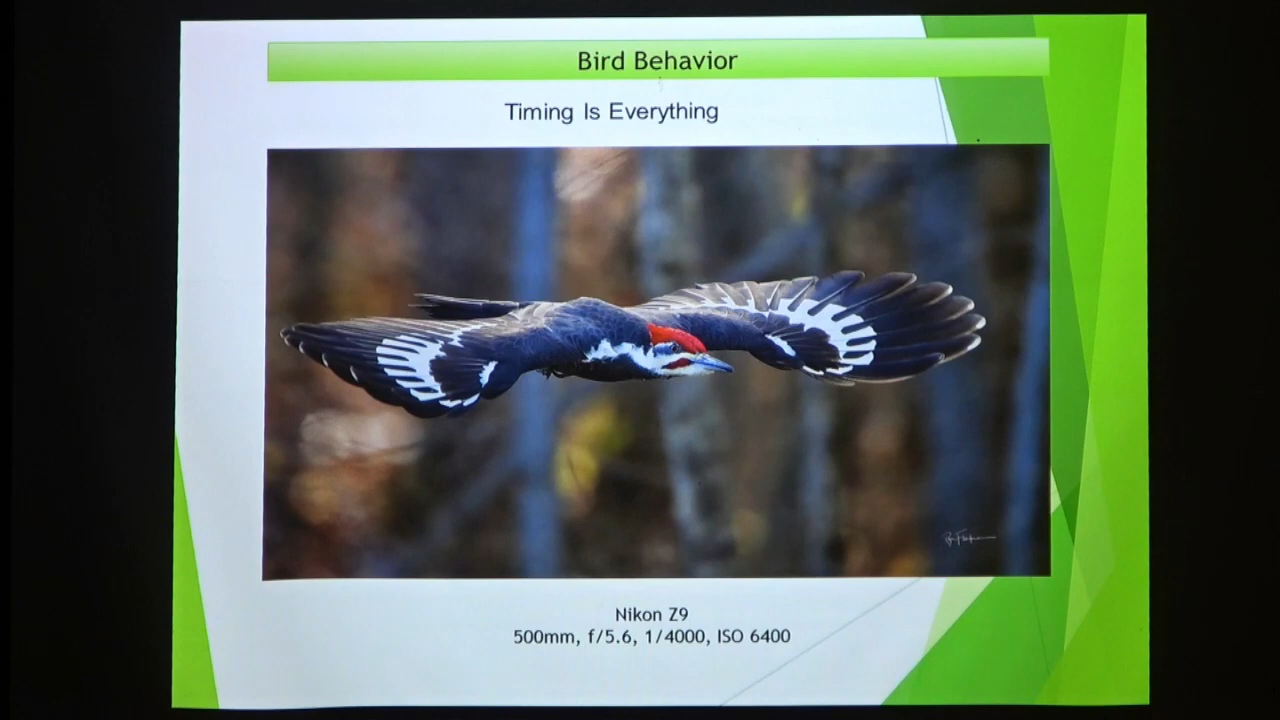 Bird Behavior
Timing Is Everything
Nikon Z9
500mm, f/5.6, 1/4000, ISO 6400